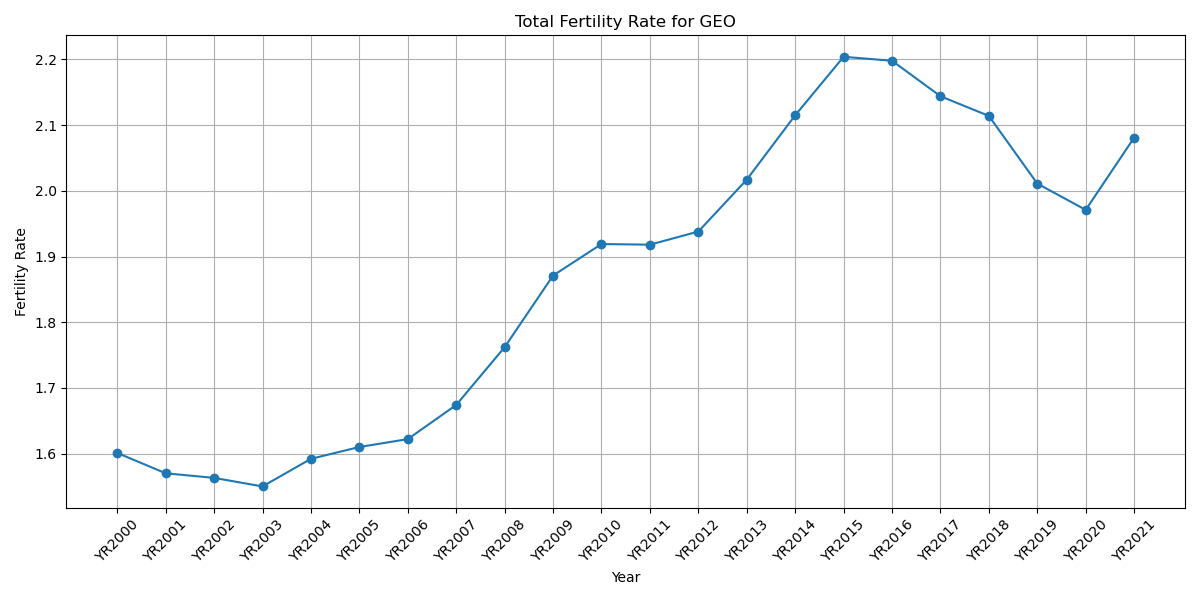 Total Fertility Rate for GEO
Fertility Rate
2.2
2.1
2.0
1.9
1.8
1.7
1.6
YR2000
YR2001
YR2002
YR2003
YR2004
YR2005
YR2006
YR2007
YR2008
YR2009
YR2010
YR2011
YR2012
YR2013
YR2014
YR2015
YR2016
YR2017
YR2018
YR2019
YR2020
YR2021
Year